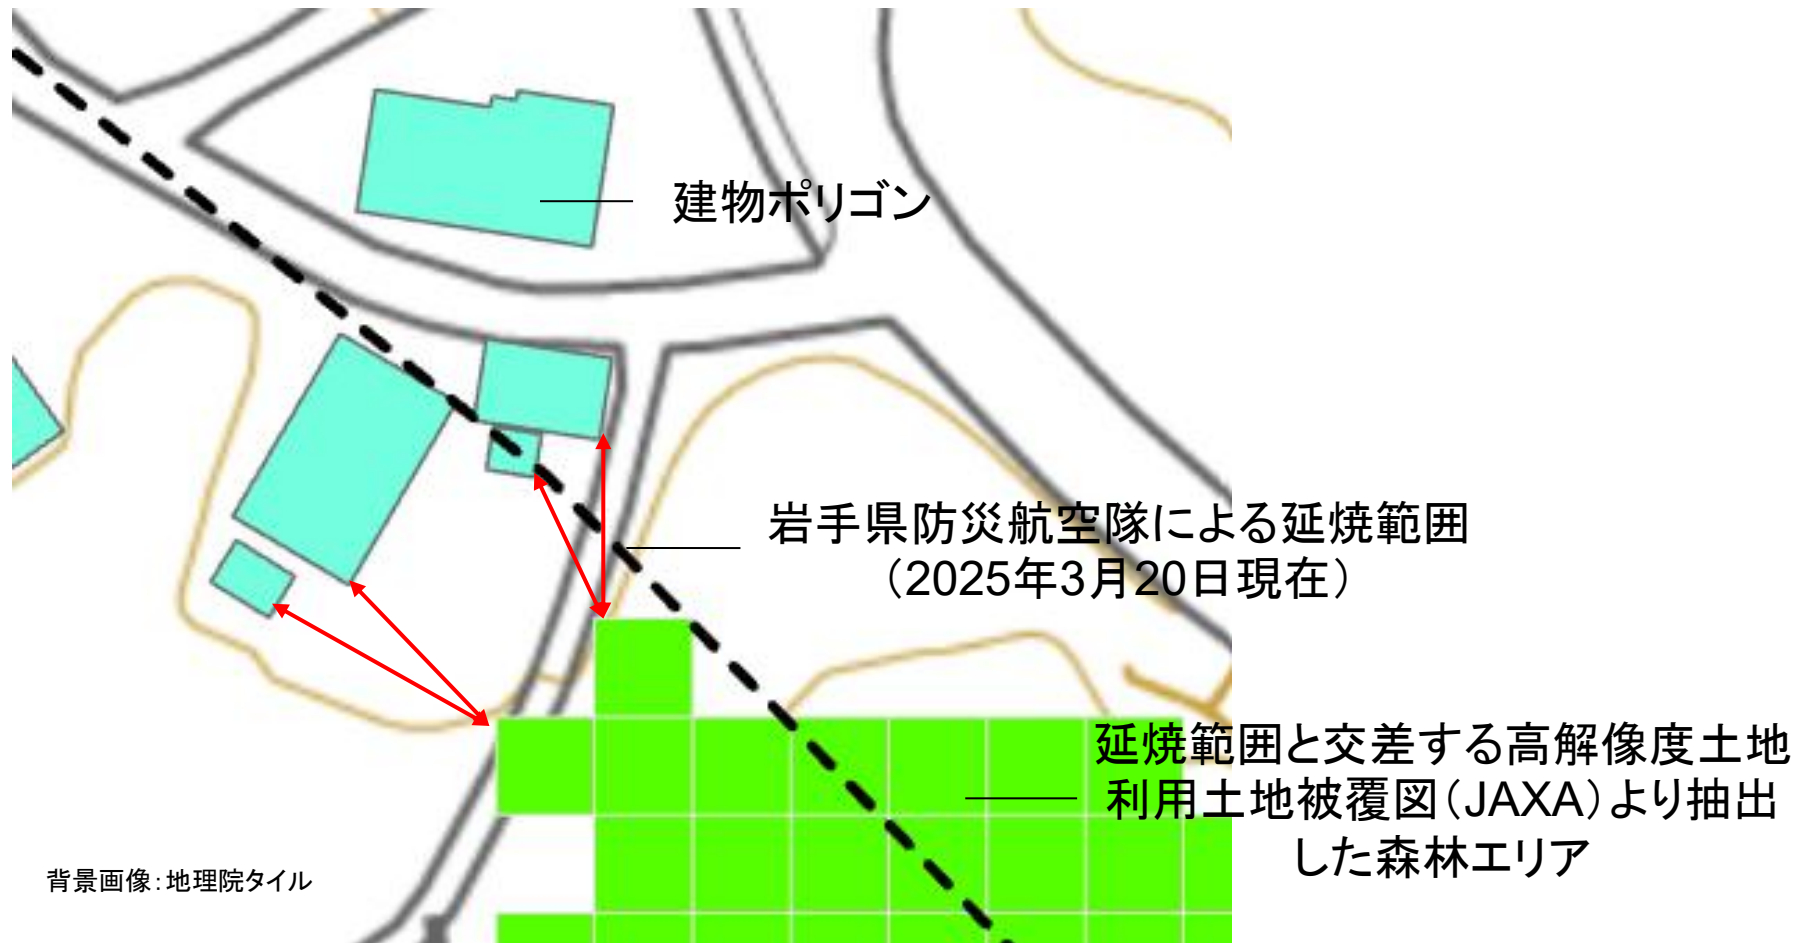 建物ポリゴン
岩手県防災航空隊による延焼範囲
（2025年3月20日現在）
延焼範囲と交差する高解像度土地
利用土地被覆図（JAXA）より抽出
した森林エリア
背景画像：地理院タイル